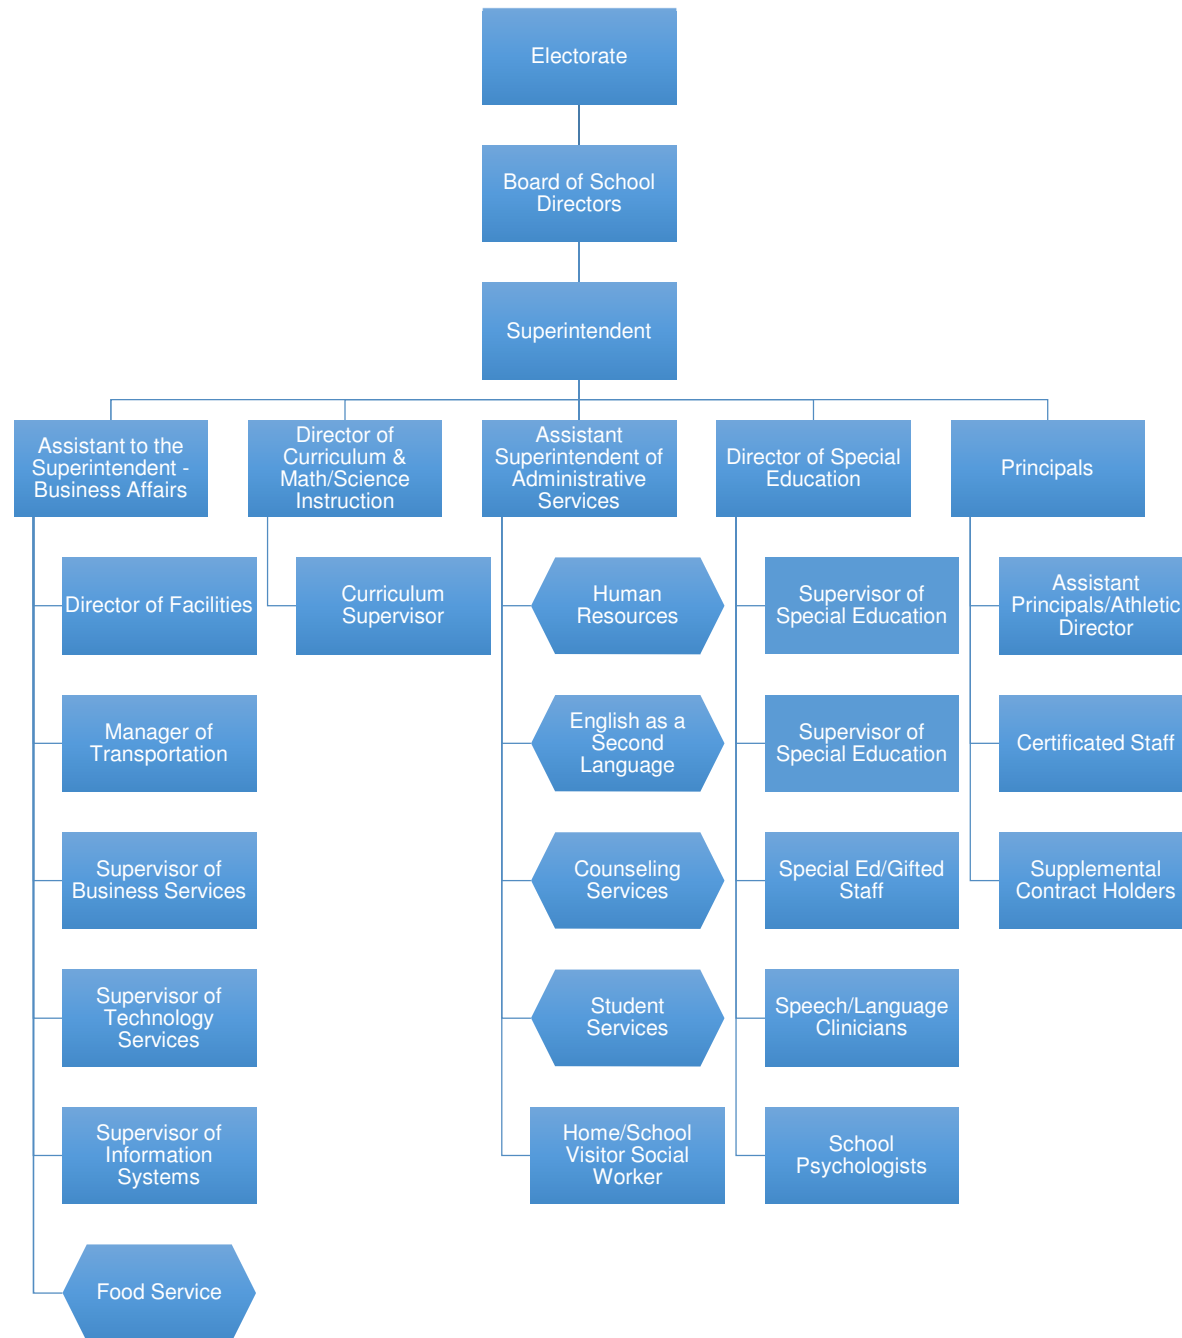 Electorate
Board of School
Directors
Superintendent
Assistant to the
Superintendent -
Business Affairs
Director of
Curriculum &
Math/Science
Instruction
Assistant
Superintendent of
Administrative
Services
Director of Special
Education
Principals
Director of Facilities
Manager of
Transportation
Supervisor of
Business Services
Supervisor of
Technology
Services
Supervisor of
Information
Systems
Food Service
Curriculum
Supervisor
Human
Resources
English as a
Second
Language
Counseling
Services
Student
Services
Home/School
Visitor Social
Worker
Supervisor of
Special Education
Supervisor of
Special Education
Special Ed/Gifted
Staff
Speech/Language
Clinicians
School
Psychologists
Assistant
Principals/Athletic
Director
Certificated Staff
Supplemental
Contract Holders